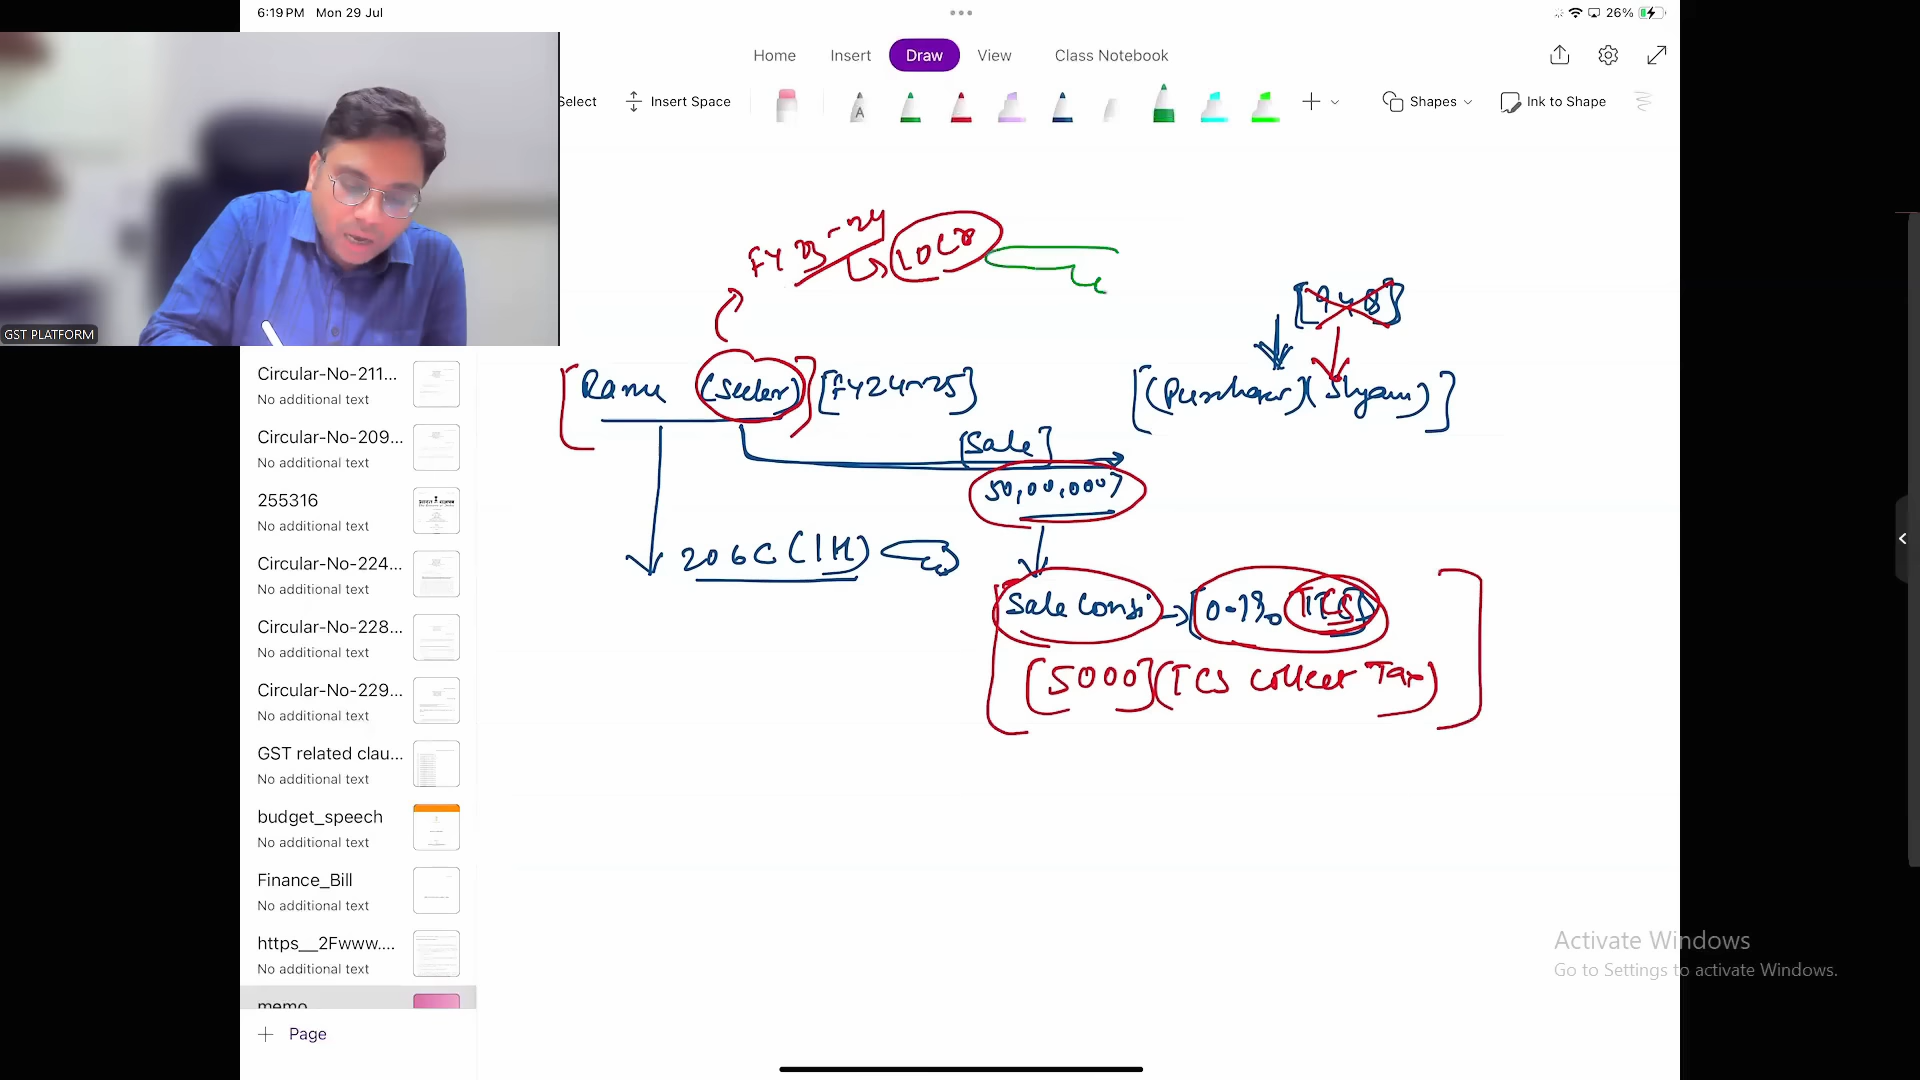 6:19 PM Mon 29 Jul
26%
Home Insert Draw View Class Notebook
Select Insert Space A Shapes Ink to Shape
GST PLATFORM
Circular-No-211...
No additional text
Circular-No-209...
No additional text
255316
No additional text
Circular-No-224...
No additional text
Circular-No-228...
No additional text
Circular-No-229...
No additional text
GST related clau...
No additional text
budget_speech
No additional text
Finance_Bill
No additional text
https__2Fwww....
No additional text
memo
Page
FY 23-24
10CR
[94Q]
[Ramu (Seller)] [FY24-25]
[(Purchaser)(Shyam)]
[Sale]
50,00,000
206C (1H)
Sale Consi → [0.1% TCS]
[5000] (TCS Collect Tax)
Activate Windows
Go to Settings to activate Windows.